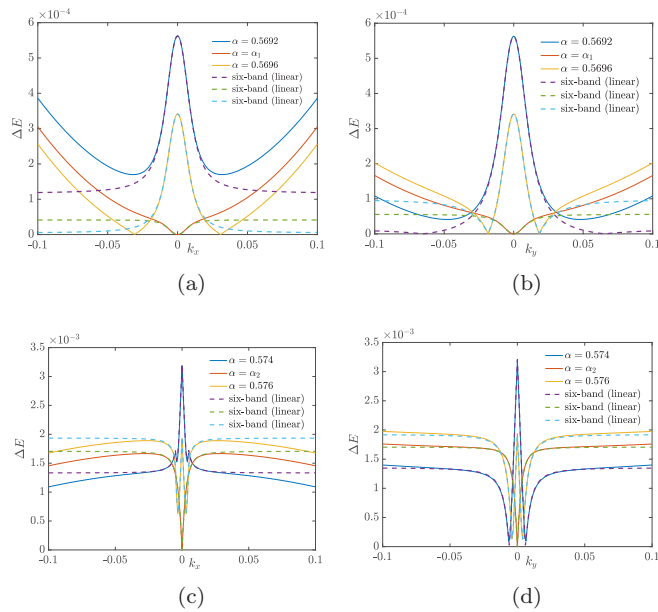 ×10⁻⁴
6
5
4
3
2
1
0
ΔE
α = 0.5692
α = α₁
α = 0.5696
six-band (linear)
six-band (linear)
six-band (linear)
-0.1 -0.05 0 0.05 0.1
kₓ
(a)
×10⁻⁴
6
5
4
3
2
1
0
ΔE
α = 0.5692
α = α₁
α = 0.5696
six-band (linear)
six-band (linear)
six-band (linear)
-0.1 -0.05 0 0.05 0.1
k_y
(b)
×10⁻³
3.5
3
2.5
2
1.5
1
0.5
0
ΔE
α = 0.574
α = α₂
α = 0.576
six-band (linear)
six-band (linear)
six-band (linear)
-0.1 -0.05 0 0.05 0.1
kₓ
(c)
×10⁻³
3.5
3
2.5
2
1.5
1
0.5
0
ΔE
α = 0.574
α = α₂
α = 0.576
six-band (linear)
six-band (linear)
six-band (linear)
-0.1 -0.05 0 0.05 0.1
k_y
(d)